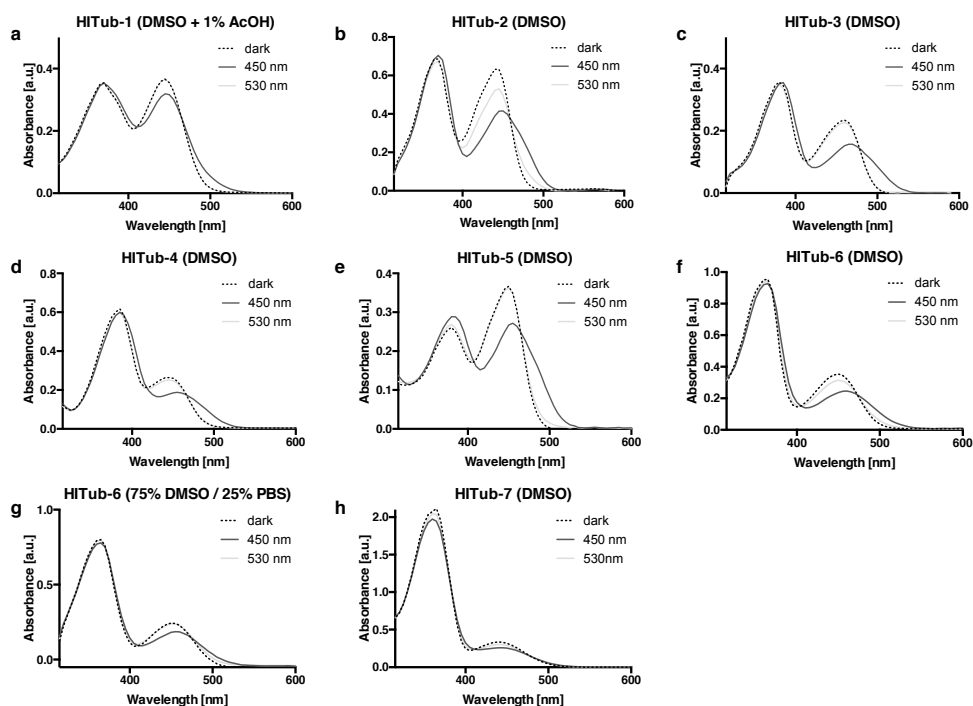 a
HITub-1 (DMSO + 1% AcOH)
Absorbance [a.u.]
0.4
0.2
0.0
400
500
600
Wavelength [nm]
dark
450 nm
530 nm
b
HITub-2 (DMSO)
Absorbance [a.u.]
0.8
0.6
0.4
0.2
0.0
400
500
600
Wavelength [nm]
dark
450 nm
530 nm
c
HITub-3 (DMSO)
Absorbance [a.u.]
0.4
0.2
0.0
400
500
600
Wavelength [nm]
dark
450 nm
530 nm
d
HITub-4 (DMSO)
Absorbance [a.u.]
0.8
0.6
0.4
0.2
0.0
400
500
600
Wavelength [nm]
dark
450 nm
530 nm
e
HITub-5 (DMSO)
Absorbance [a.u.]
0.4
0.3
0.2
0.1
0.0
400
500
600
Wavelength [nm]
dark
450 nm
530 nm
f
HITub-6 (DMSO)
Absorbance [a.u.]
1.0
0.8
0.6
0.4
0.2
0.0
400
500
600
Wavelength [nm]
dark
450 nm
530 nm
g
HITub-6 (75% DMSO / 25% PBS)
Absorbance [a.u.]
1.0
0.5
0.0
400
500
600
Wavelength [nm]
dark
450 nm
530 nm
h
HITub-7 (DMSO)
Absorbance [a.u.]
2.0
1.5
1.0
0.5
0.0
400
500
600
Wavelength [nm]
dark
450 nm
530nm